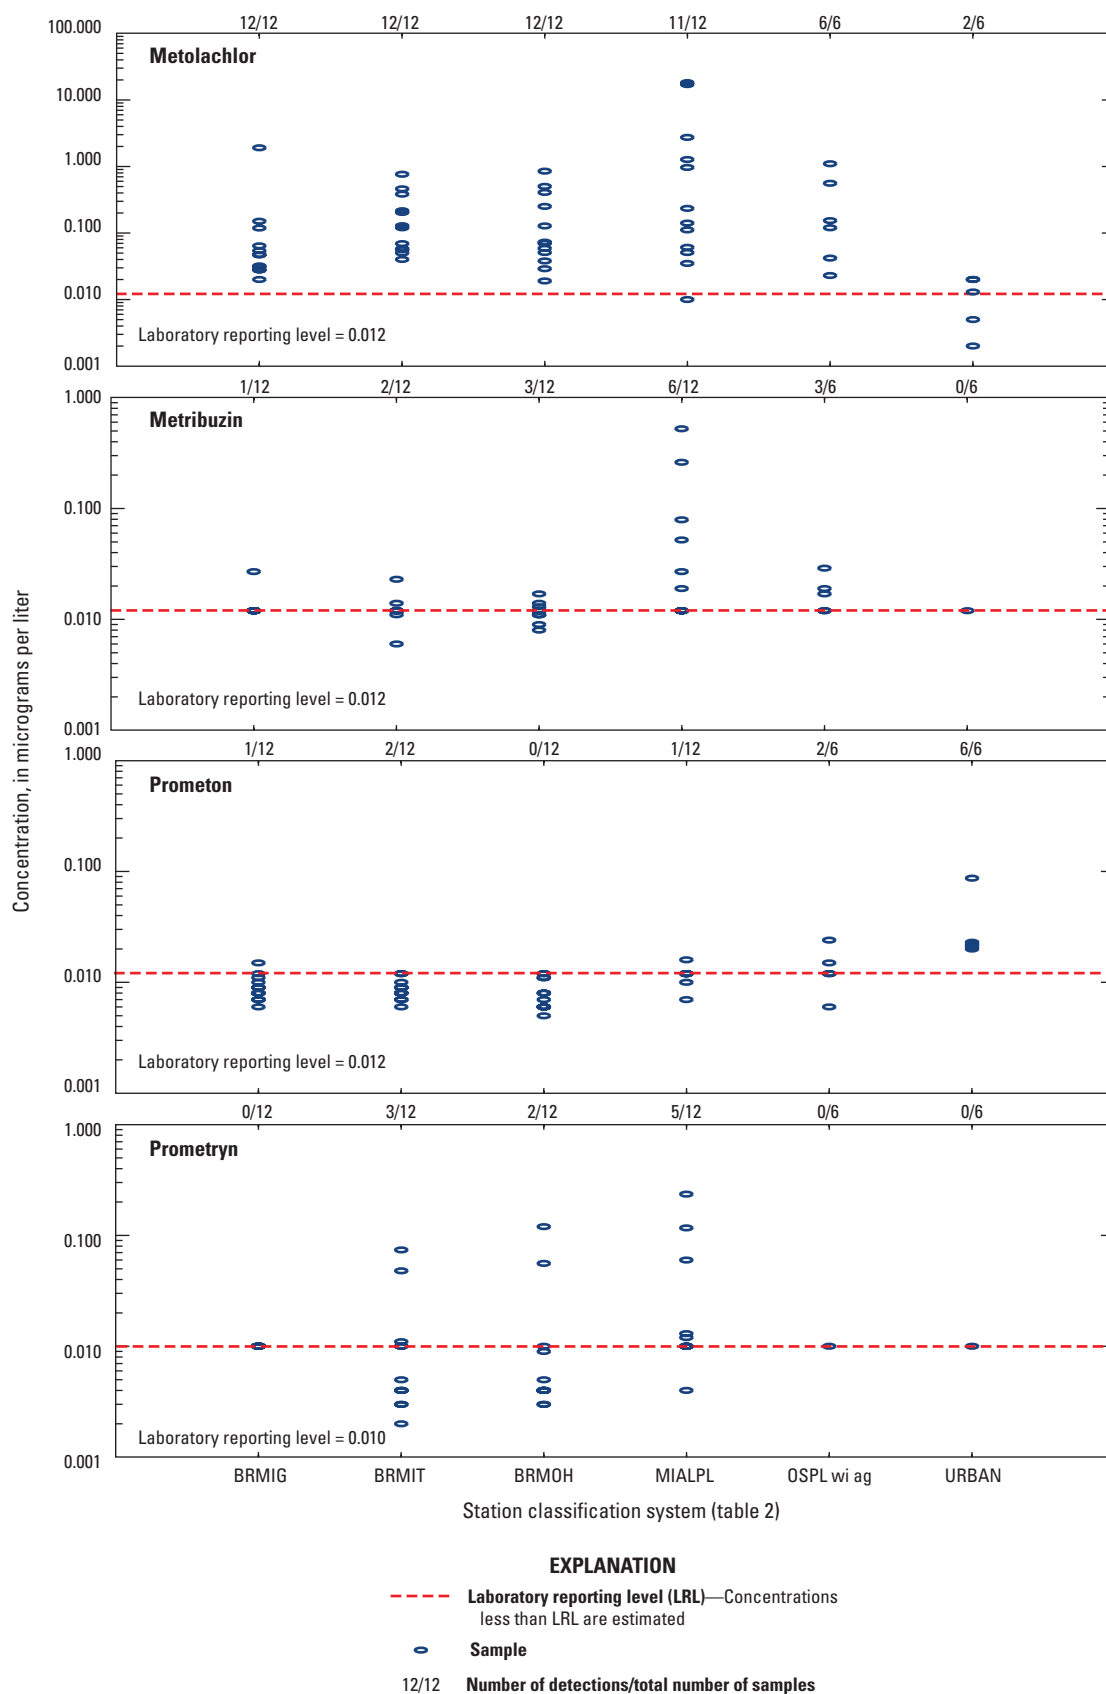 12/12 12/12 12/12 11/12 6/6 2/6
100.000
Metolachlor
10.000
1.000
0.100
0.010
Laboratory reporting level = 0.012
0.001
1/12 2/12 3/12 6/12 3/6 0/6
1.000
Metribuzin
0.100
0.010
Laboratory reporting level = 0.012
0.001
Concentration, in micrograms per liter
1/12 2/12 0/12 1/12 2/6 6/6
1.000
Prometon
0.100
0.010
Laboratory reporting level = 0.012
0.001
0/12 3/12 2/12 5/12 0/6 0/6
1.000
Prometryn
0.100
0.010
Laboratory reporting level = 0.010
0.001
BRMIG BRMIT BRMOH MIALPL OSPL wi ag URBAN
Station classification system (table 2)
EXPLANATION
Laboratory reporting level (LRL)—Concentrations
less than LRL are estimated
Sample
12/12 Number of detections/total number of samples